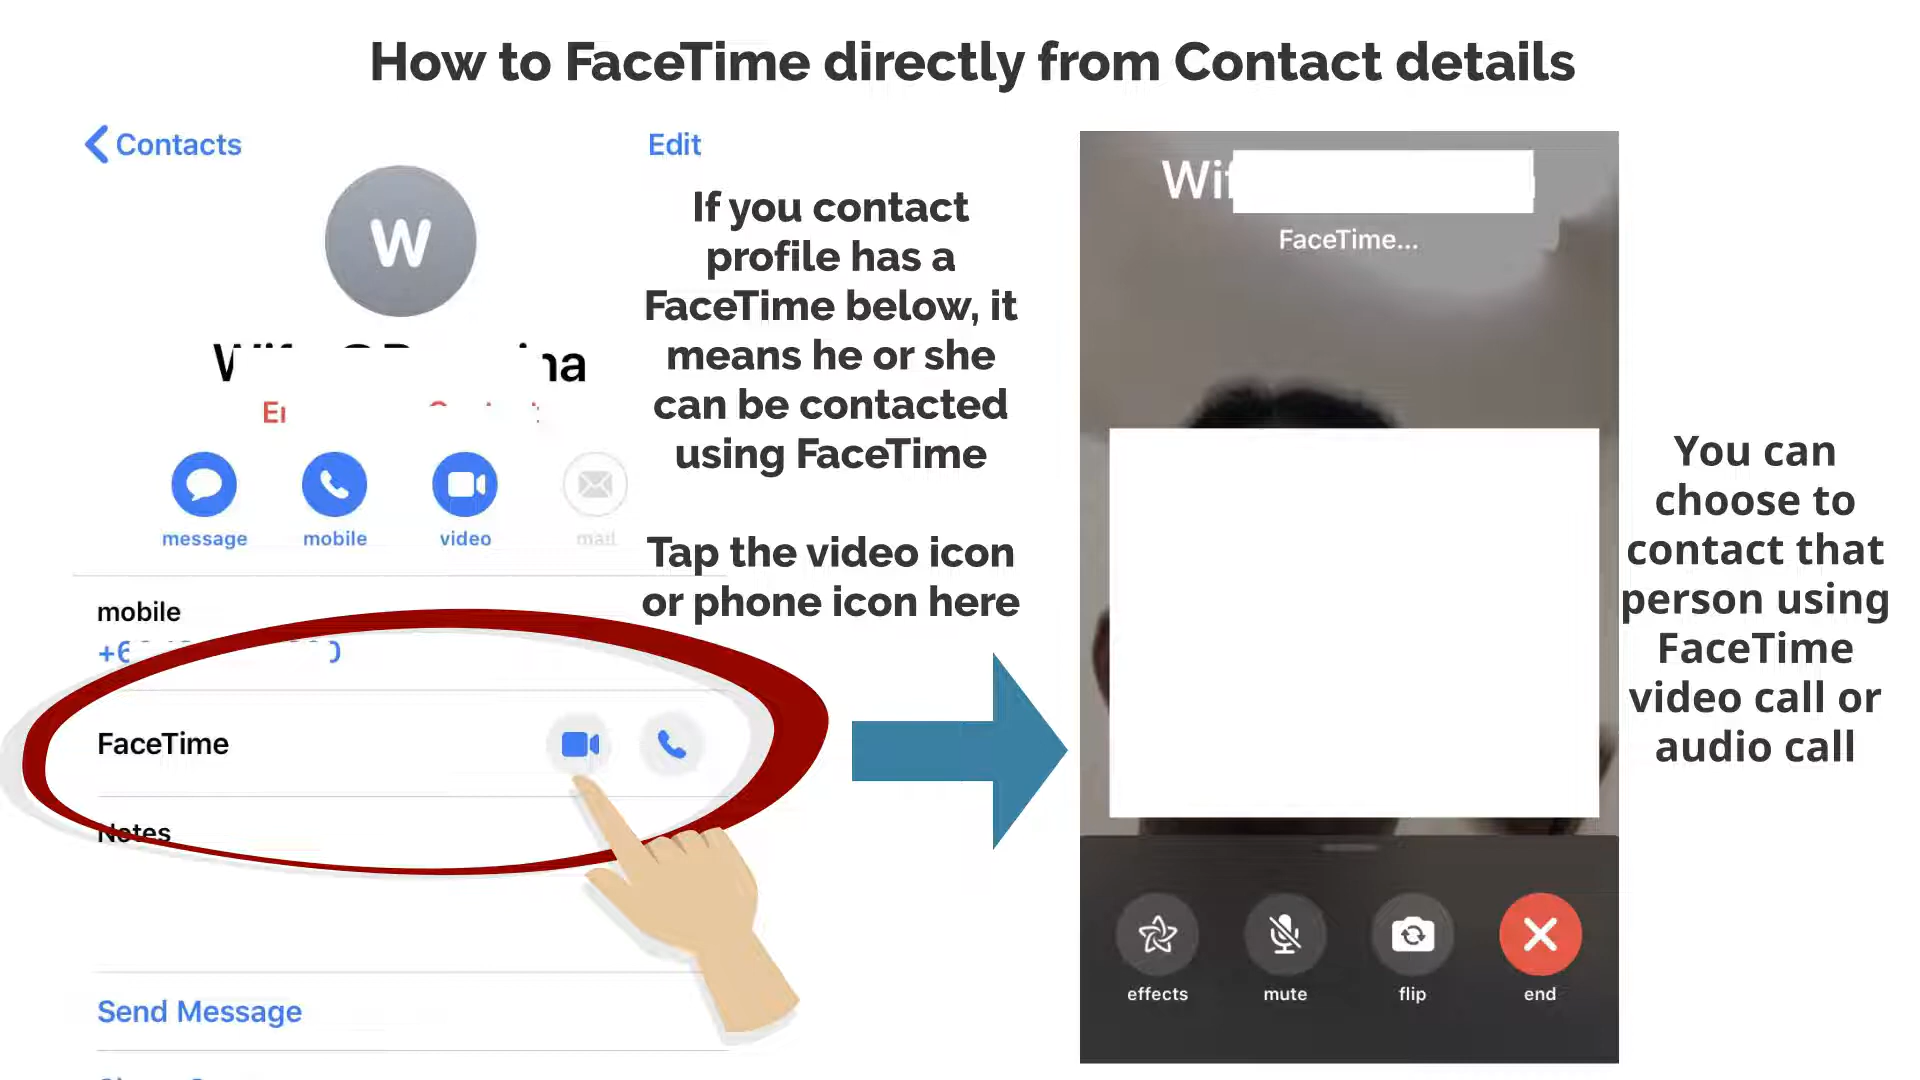 How to FaceTime directly from Contact details
Contacts
Edit
W
If you contact
profile has a
FaceTime below, it
means he or she
can be contacted
using FaceTime
message
mobile
video
mail
Tap the video icon
or phone icon here
mobile
FaceTime
Notes
Send Message
FaceTime...
effects
mute
flip
end
You can
choose to
contact that
person using
FaceTime
video call or
audio call